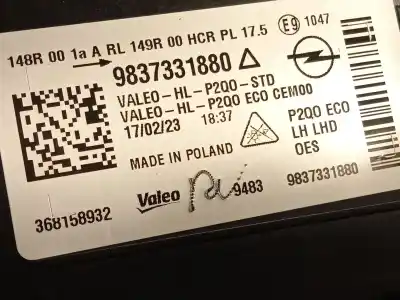 148R 00 1a A RL 149R 00 HCR PL 17.5 E9 1047
9837331880
VALEO-HL-P2QO-STD
VALEO-HL-P2QO ECO CEM00
17/02/23 18:37
P2QO ECO
LH LHD
OES
MADE IN POLAND
368158932
Valeo
9483
9837331880